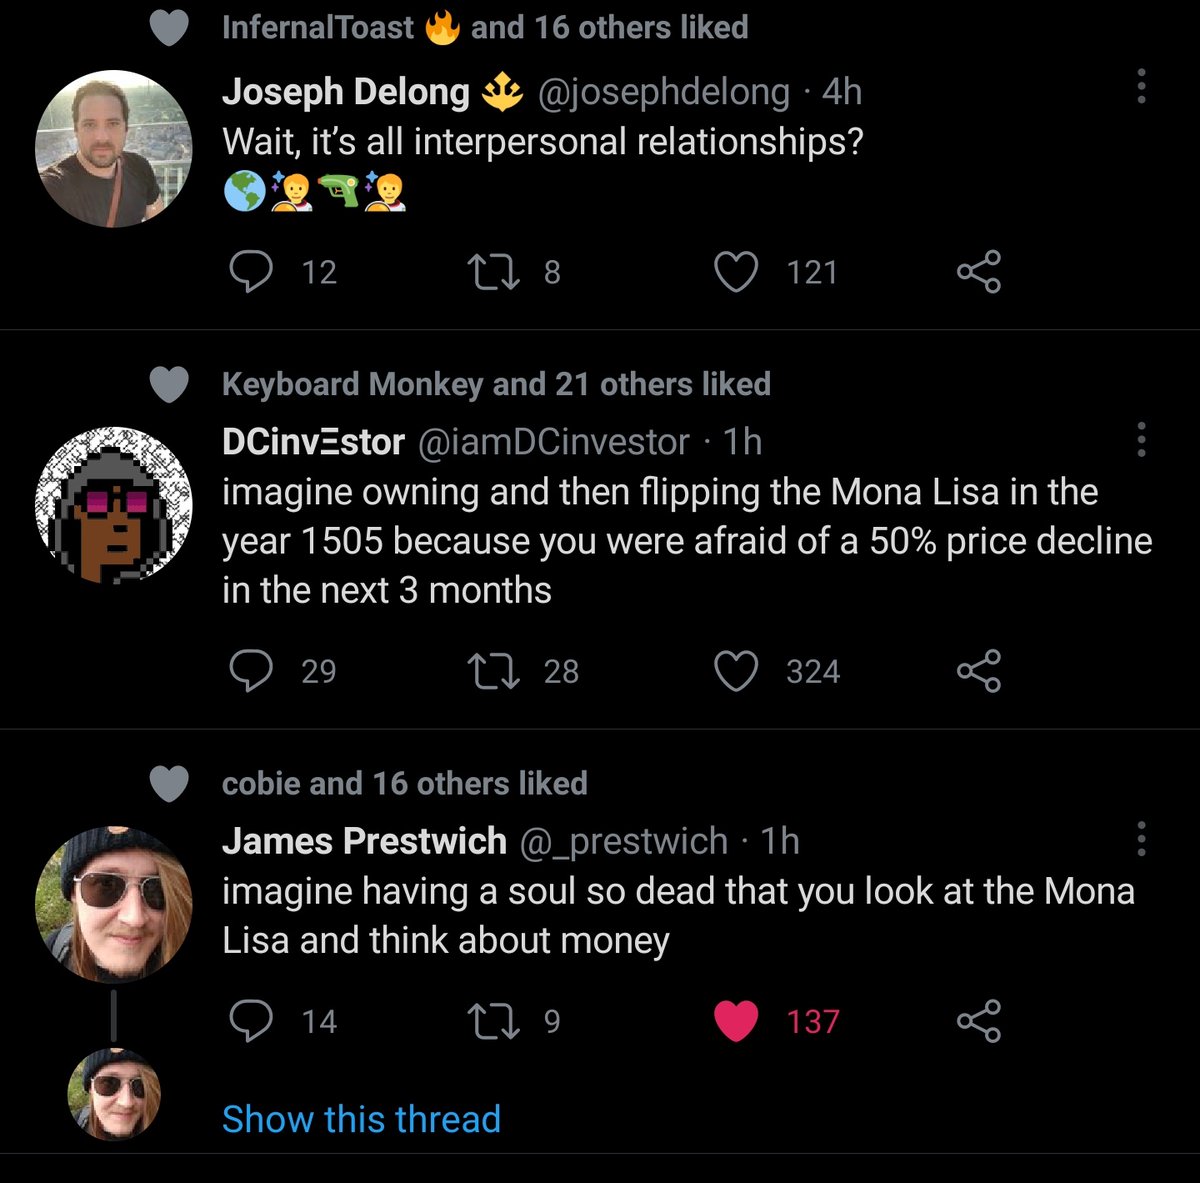 InfernalToast 🔥 and 16 others liked
Joseph Delong @josephdelong · 4h
Wait, it's all interpersonal relationships?
🌎🧑‍🚀🔫🧑‍🚀
12 8 121
Keyboard Monkey and 21 others liked
DCinvΞstor @iamDCinvestor · 1h
imagine owning and then flipping the Mona Lisa in the
year 1505 because you were afraid of a 50% price decline
in the next 3 months
29 28 324
cobie and 16 others liked
James Prestwich @_prestwich · 1h
imagine having a soul so dead that you look at the Mona
Lisa and think about money
14 9 137
Show this thread